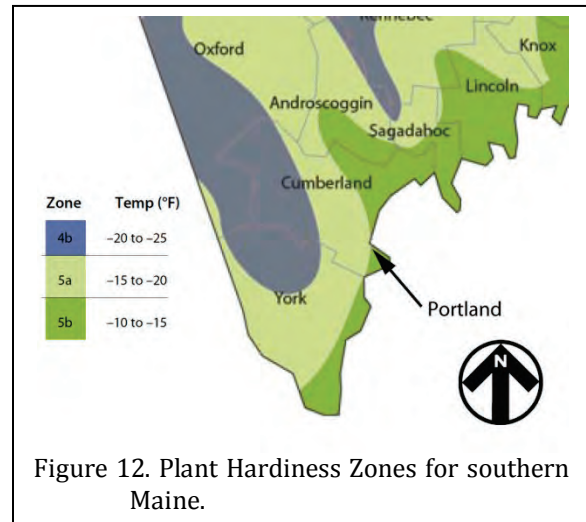 Kennebec
Oxford
Knox
Lincoln
Androscoggin
Sagadahoc
Cumberland
Zone Temp (°F)
4b –20 to –25
5a –15 to –20
5b –10 to –15
York
Portland
N
Figure 12. Plant Hardiness Zones for southern
Maine.